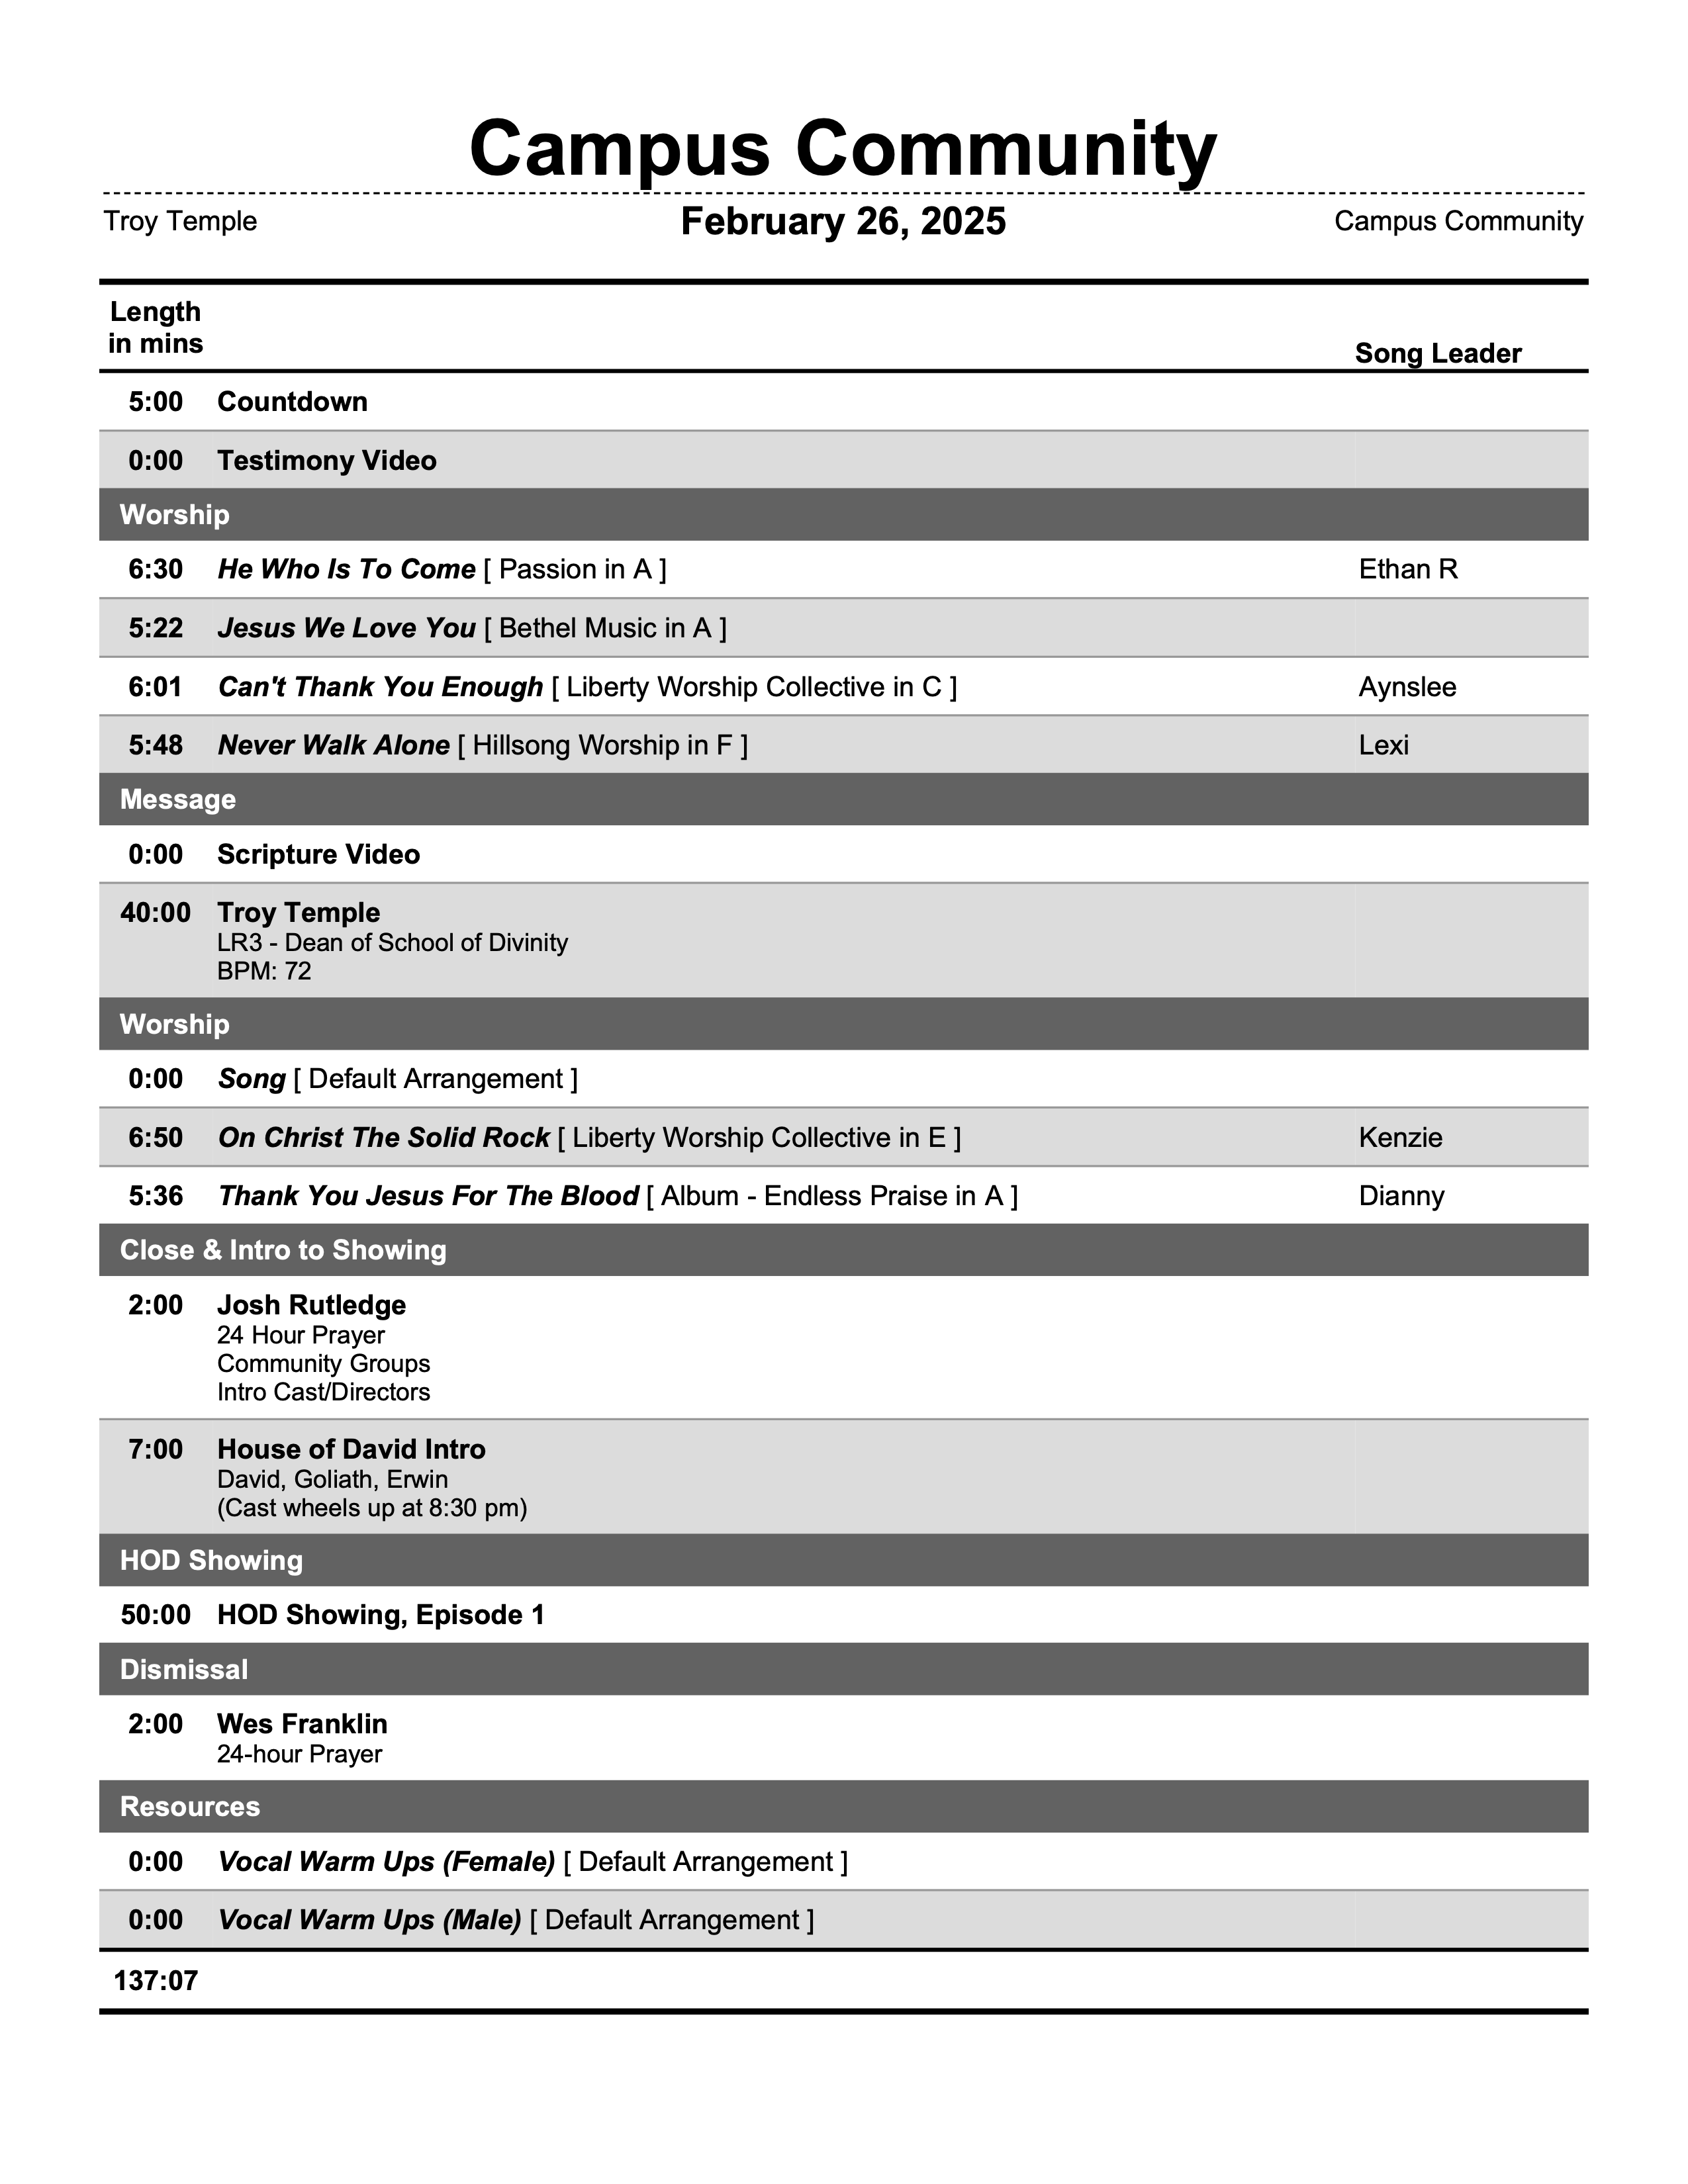 Campus Community
Troy Temple February 26, 2025 Campus Community
Length
in mins
Song Leader
5:00 Countdown
0:00 Testimony Video
Worship
6:30 He Who Is To Come [ Passion in A ] Ethan R
5:22 Jesus We Love You [ Bethel Music in A ]
6:01 Can't Thank You Enough [ Liberty Worship Collective in C ] Aynslee
5:48 Never Walk Alone [ Hillsong Worship in F ] Lexi
Message
0:00 Scripture Video
40:00 Troy Temple
LR3 - Dean of School of Divinity
BPM: 72
Worship
0:00 Song [ Default Arrangement ]
6:50 On Christ The Solid Rock [ Liberty Worship Collective in E ] Kenzie
5:36 Thank You Jesus For The Blood [ Album - Endless Praise in A ] Dianny
Close & Intro to Showing
2:00 Josh Rutledge
24 Hour Prayer
Community Groups
Intro Cast/Directors
7:00 House of David Intro
David, Goliath, Erwin
(Cast wheels up at 8:30 pm)
HOD Showing
50:00 HOD Showing, Episode 1
Dismissal
2:00 Wes Franklin
24-hour Prayer
Resources
0:00 Vocal Warm Ups (Female) [ Default Arrangement ]
0:00 Vocal Warm Ups (Male) [ Default Arrangement ]
137:07